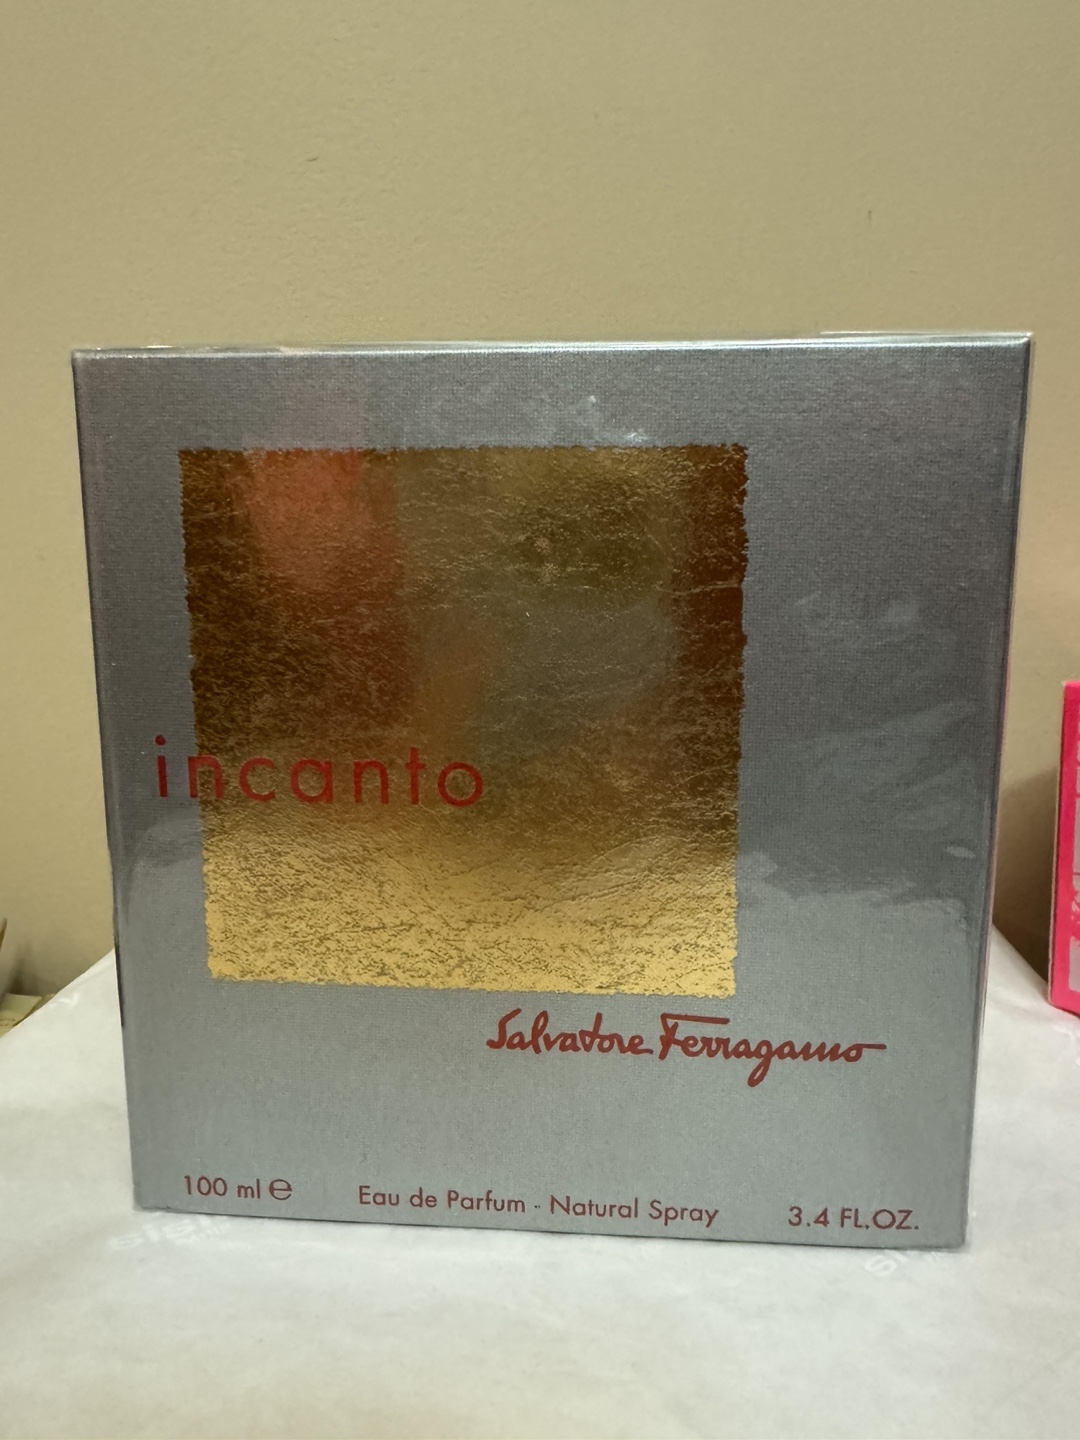 incanto
Salvatore Ferragamo
100 ml ℮
Eau de Parfum - Natural Spray
3.4 FL.OZ.